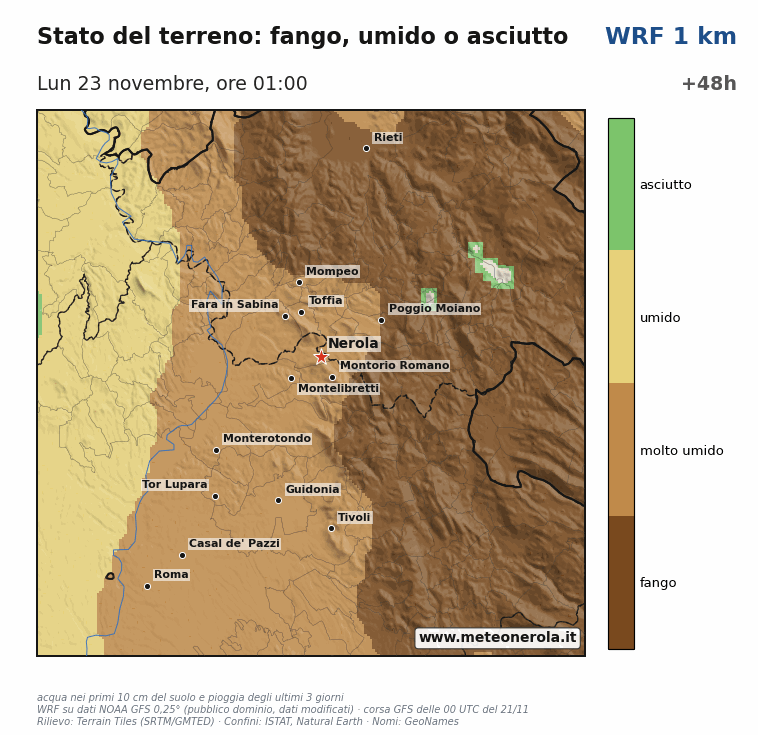 Stato del terreno: fango, umido o asciutto
WRF 1 km
Lun 23 novembre, ore 01:00
+48h
Rieti
Mompeo
Toffia
Fara in Sabina
Poggio Moiano
Nerola
Montorio Romano
Montelibretti
Monterotondo
Tor Lupara
Guidonia
Tivoli
Casal de' Pazzi
Roma
www.meteonerola.it
asciutto
umido
molto umido
fango
acqua nei primi 10 cm del suolo e pioggia degli ultimi 3 giorni
WRF su dati NOAA GFS 0,25° (pubblico dominio, dati modificati) · corsa GFS delle 00 UTC del 21/11
Rilievo: Terrain Tiles (SRTM/GMTED) · Confini: ISTAT, Natural Earth · Nomi: GeoNames